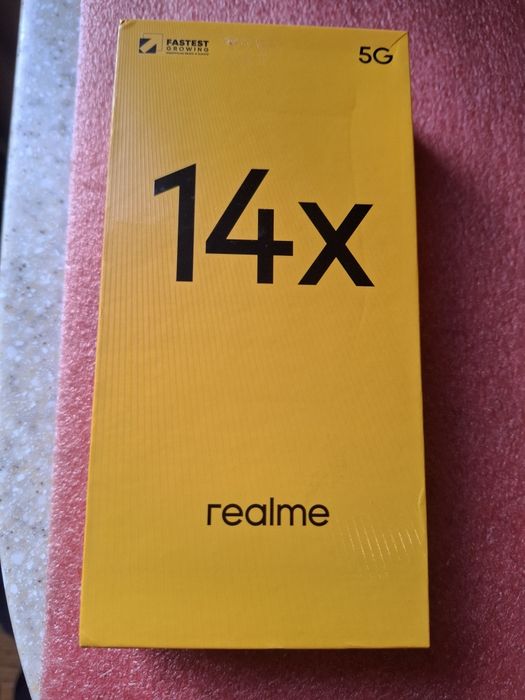 FASTEST
GROWING
5G
14x
realme